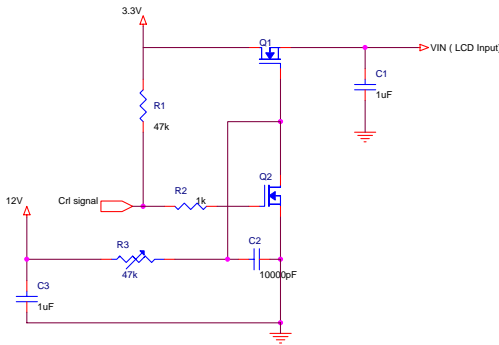 3.3V
Q1
VIN ( LCD Input)
C1
1uF
R1
47k
Q2
12V
Crl signal
R2
1k
R3
47k
C2
10000pF
C3
1uF